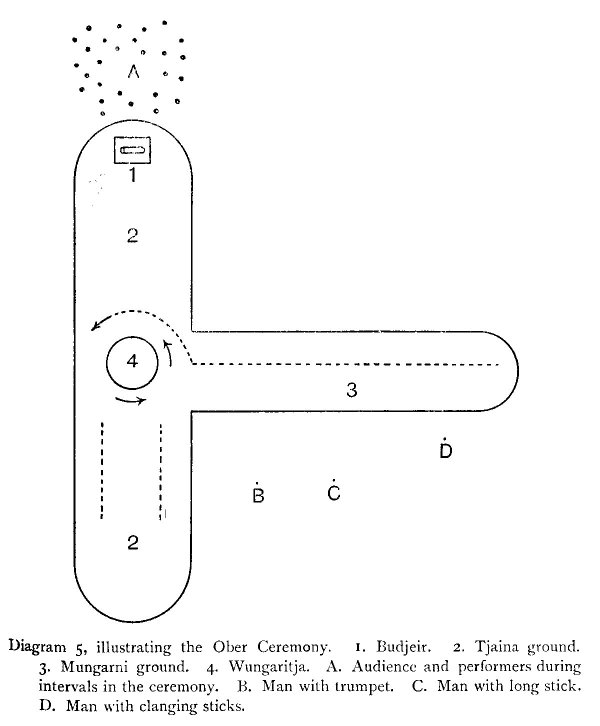 A
1
2
4
3
D
B
C
2
Diagram 5, illustrating the Ober Ceremony. 1. Budjeir. 2. Tjaina ground.
3. Mungarni ground. 4. Wungaritja. A. Audience and performers during
intervals in the ceremony. B. Man with trumpet. C. Man with long stick.
D. Man with clanging sticks.